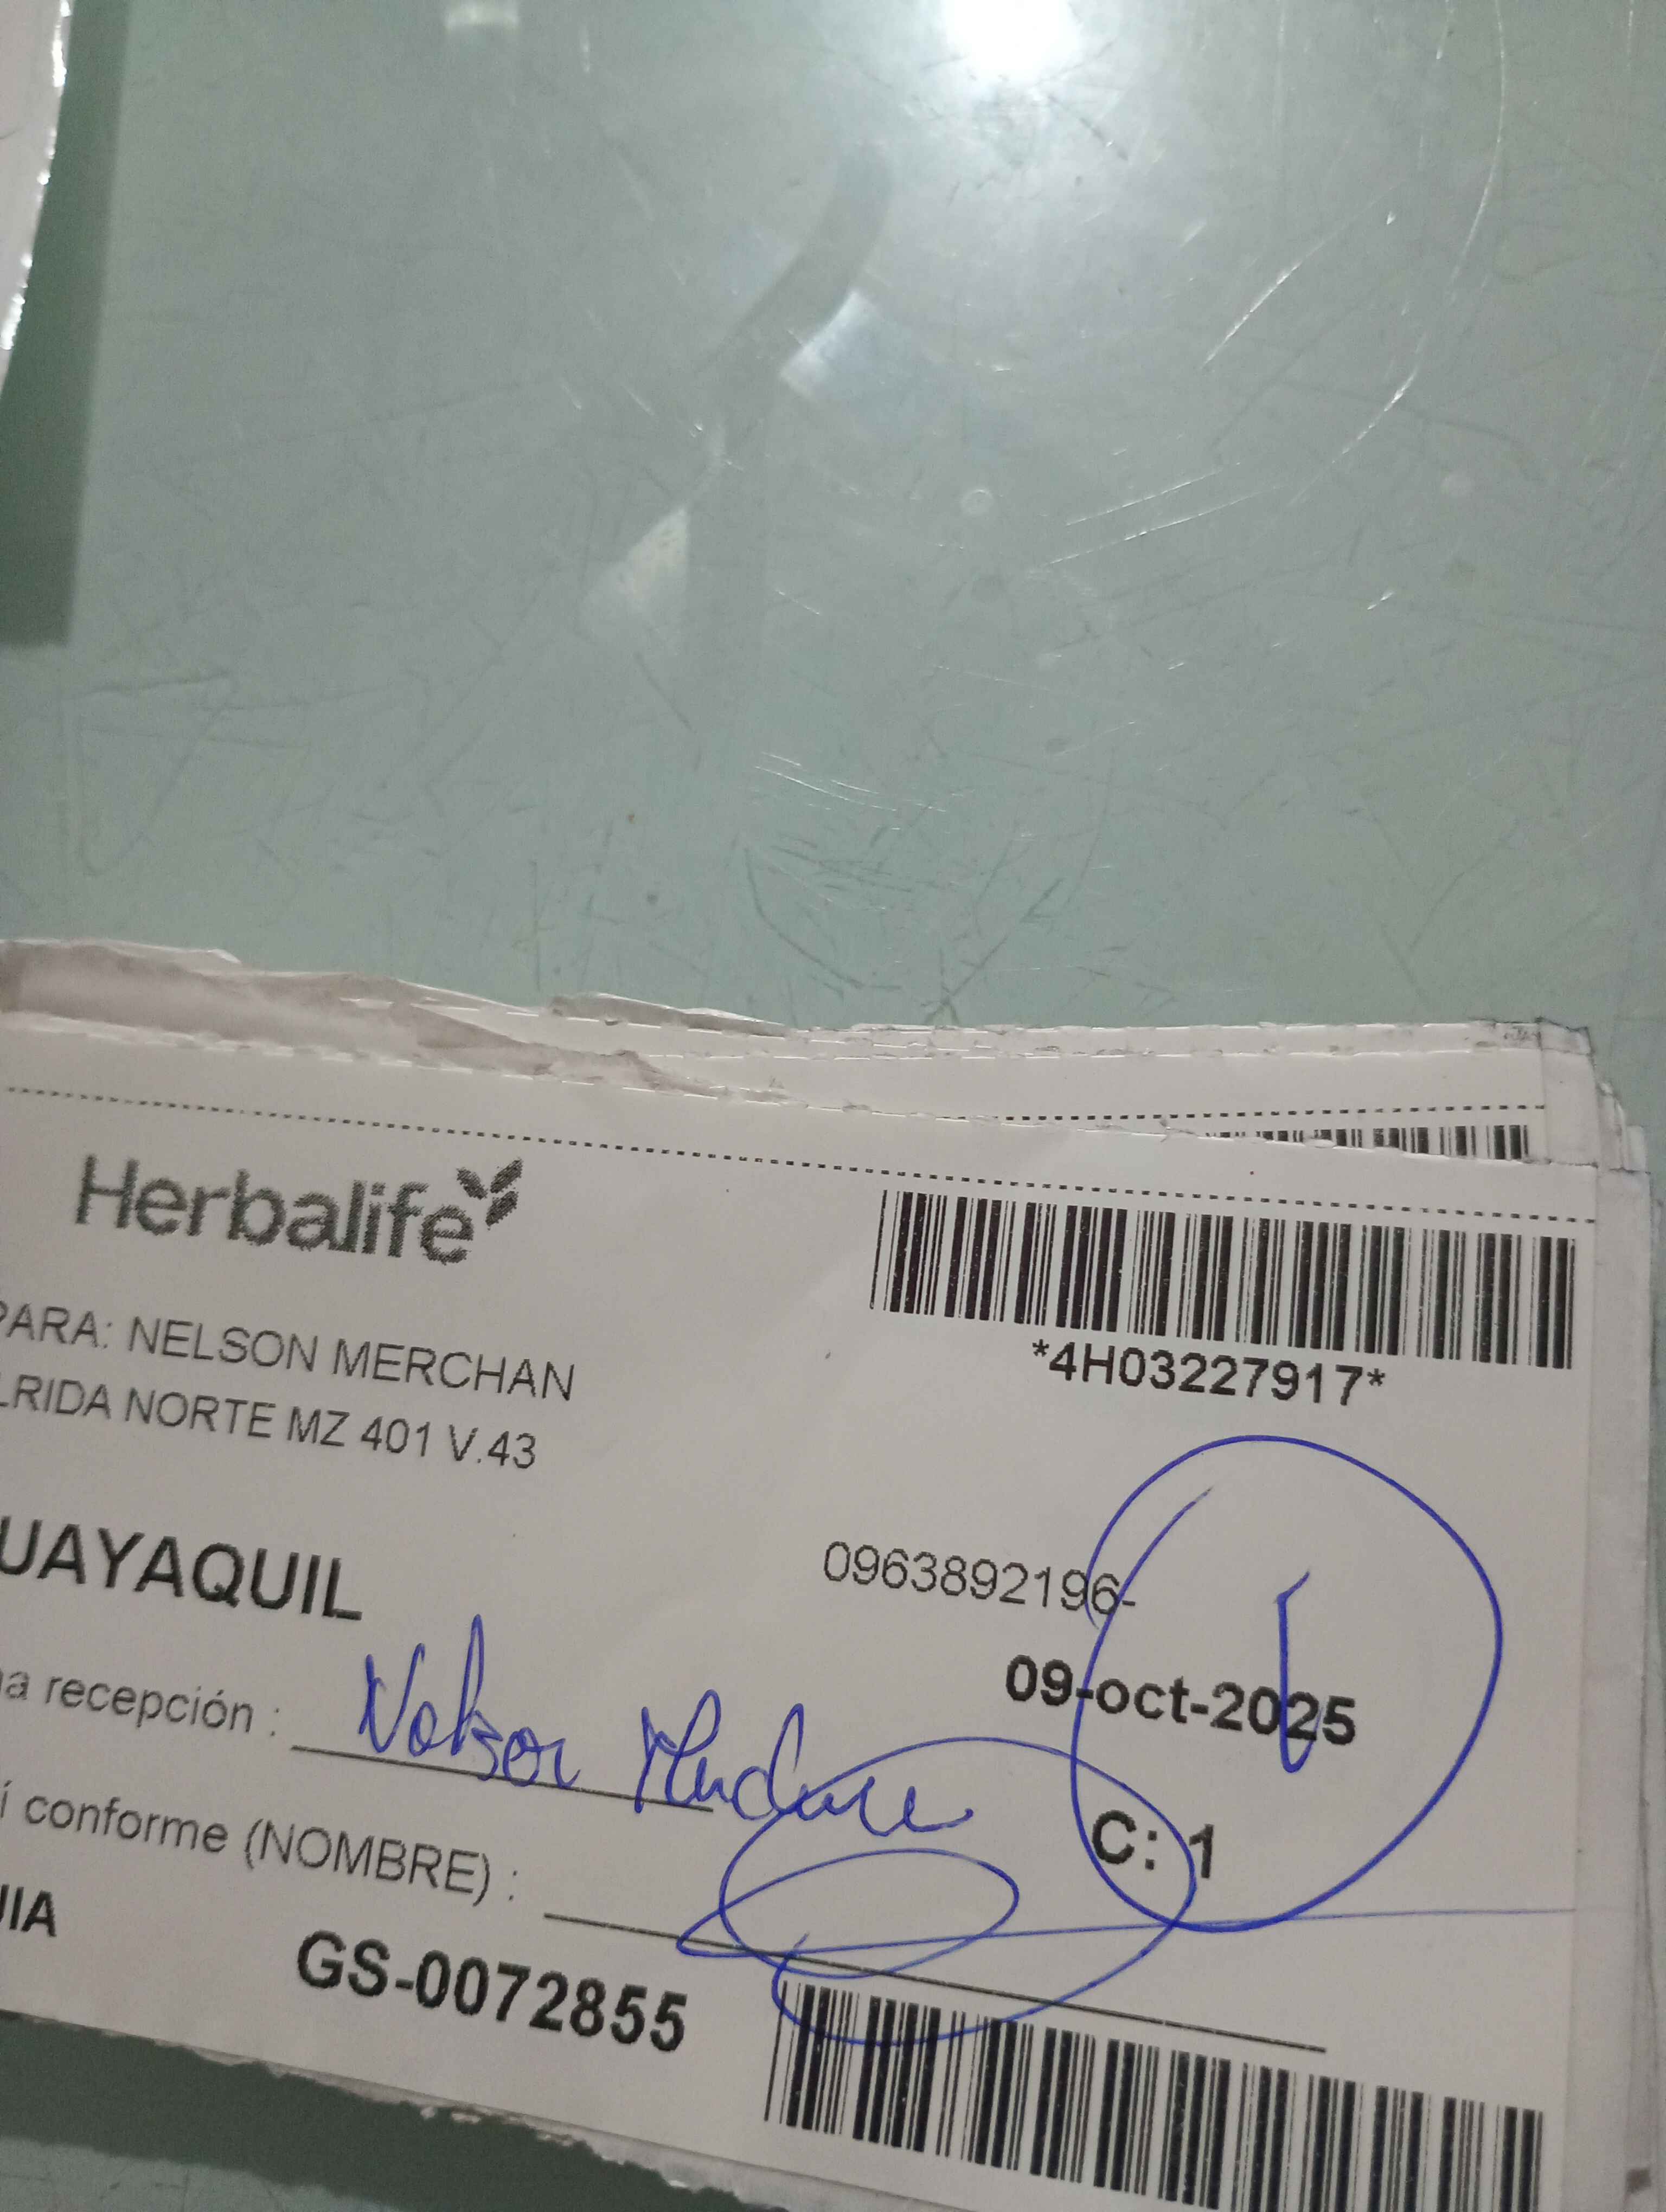 Herbalife
*4H03227917*
PARA: NELSON MERCHAN
LRIDA NORTE MZ 401 V.43
UAYAQUIL
0963892196-
09-oct-2025
a recepción :
C: 1
í conforme (NOMBRE) :
IIA
GS-0072855